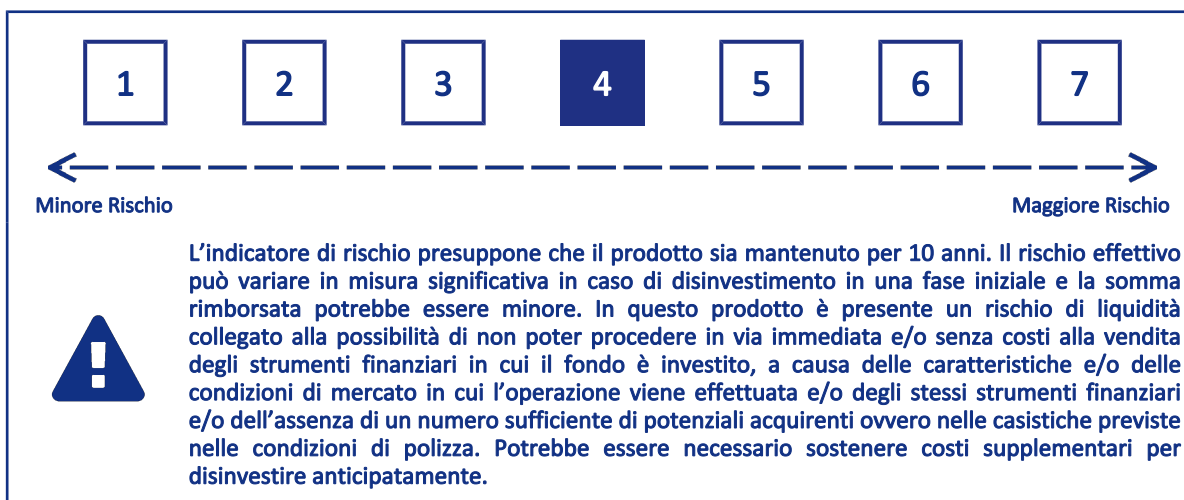 1 2 3 4 5 6 7
Minore Rischio Maggiore Rischio
L’indicatore di rischio presuppone che il prodotto sia mantenuto per 10 anni. Il rischio effettivo
può variare in misura significativa in caso di disinvestimento in una fase iniziale e la somma
rimborsata potrebbe essere minore. In questo prodotto è presente un rischio di liquidità
collegato alla possibilità di non poter procedere in via immediata e/o senza costi alla vendita
degli strumenti finanziari in cui il fondo è investito, a causa delle caratteristiche e/o delle
condizioni di mercato in cui l’operazione viene effettuata e/o degli stessi strumenti finanziari
e/o dell’assenza di un numero sufficiente di potenziali acquirenti ovvero nelle casistiche previste
nelle condizioni di polizza. Potrebbe essere necessario sostenere costi supplementari per
disinvestire anticipatamente.